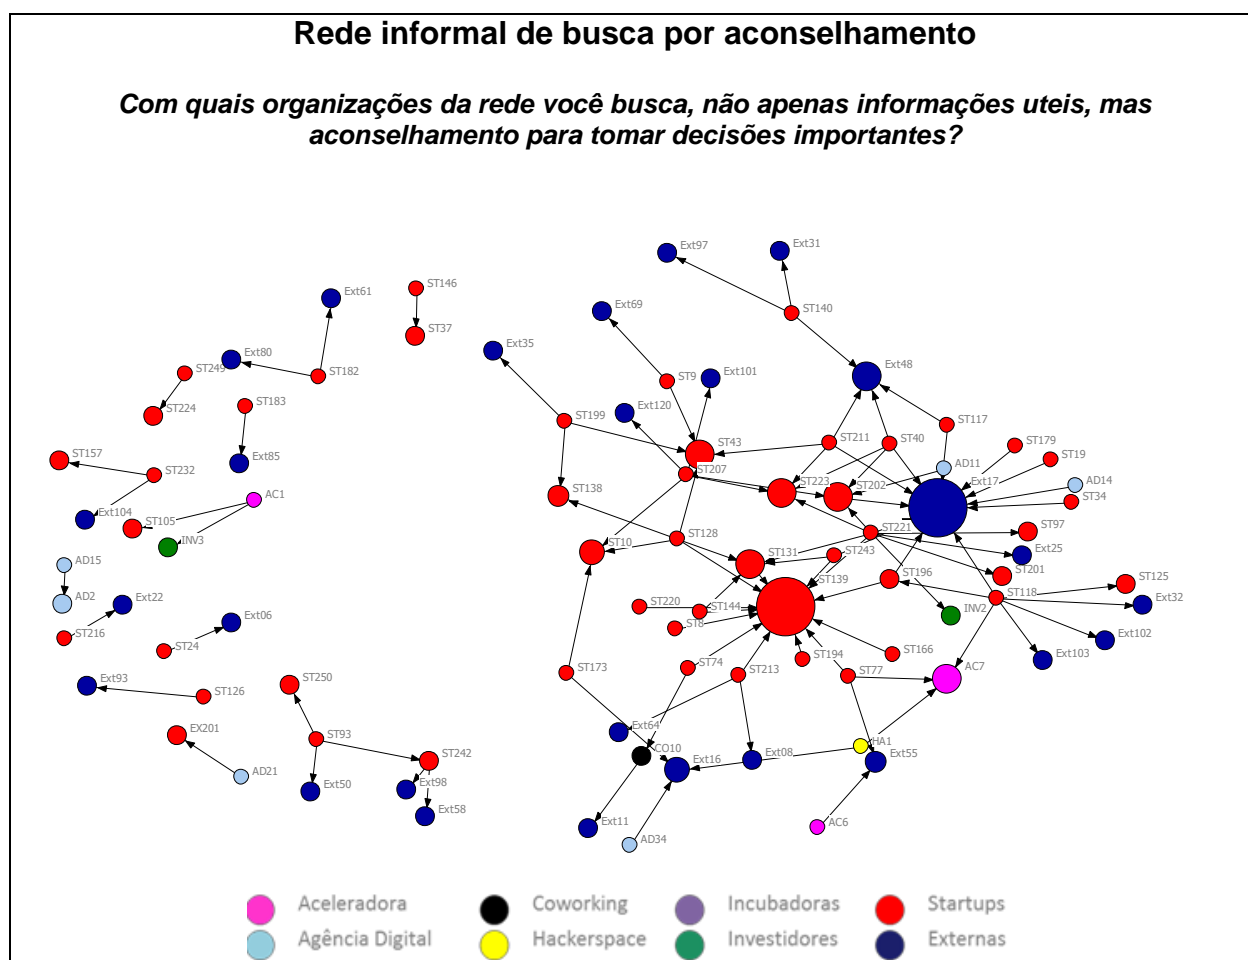 Rede informal de busca por aconselhamento
Com quais organizações da rede você busca, não apenas informações uteis, mas
aconselhamento para tomar decisões importantes?
Ext97
Ext31
Ext61
ST146
Ext69
ST140
ST37
Ext35
Ext80
ST249
ST182
ST9
Ext101
Ext48
ST224
ST183
Ext120
ST199
ST117
ST43
ST211
ST40
ST179
ST157
ST232
Ext85
ST207
AD11
ST19
ST223
ST202
Ext17
AD14
ST138
ST34
AC1
Ext104
ST105
INV3
ST128
ST221
ST97
ST10
ST131
ST243
Ext25
AD15
ST139
ST196
ST201
ST125
AD2
Ext22
ST220
ST144
ST118
Ext32
INV2
ST216
Ext06
ST8
Ext102
ST24
ST194
ST166
Ext103
ST173
ST74
ST213
ST77
AC7
Ext93
ST126
ST250
EX201
ST93
Ext64
HA1
ST242
CO10
Ext16
Ext08
Ext55
AD21
Ext50
Ext98
Ext58
Ext11
AD34
AC6
Aceleradora
Coworking
Incubadoras
Startups
Agência Digital
Hackerspace
Investidores
Externas